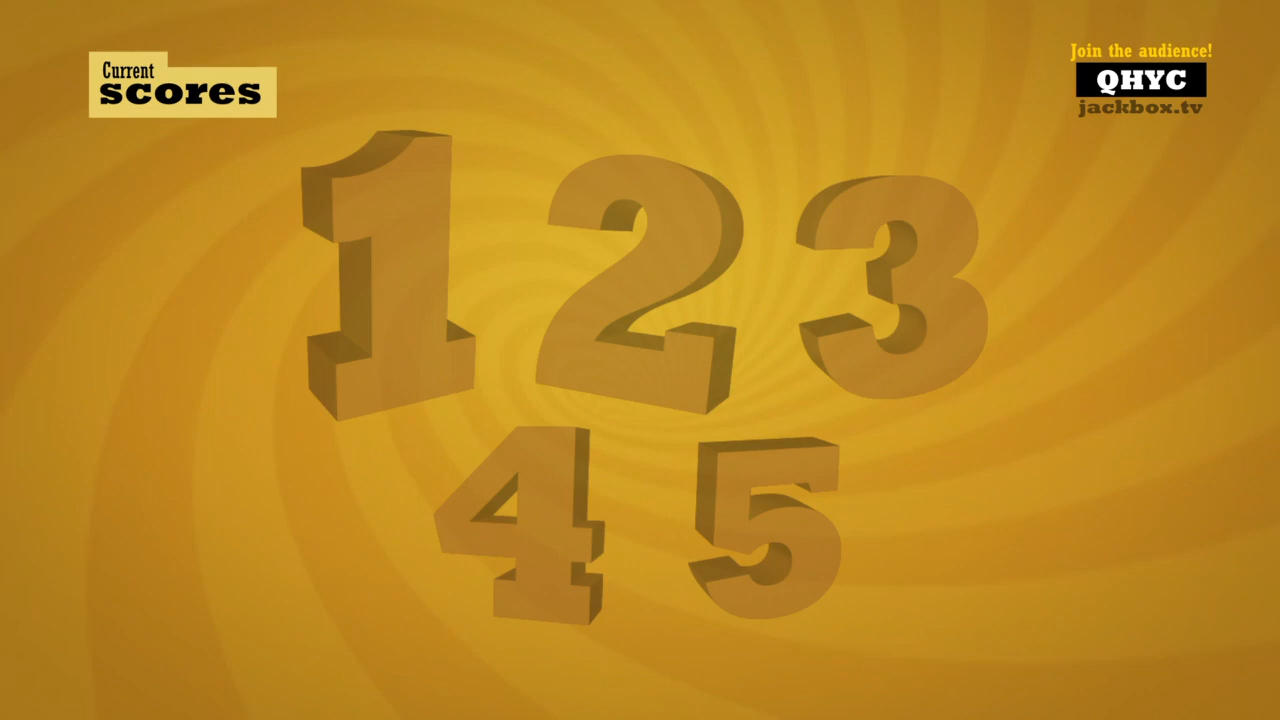 Current
scores
Join the audience!
QHYC
jackbox.tv
1 2 3
4 5